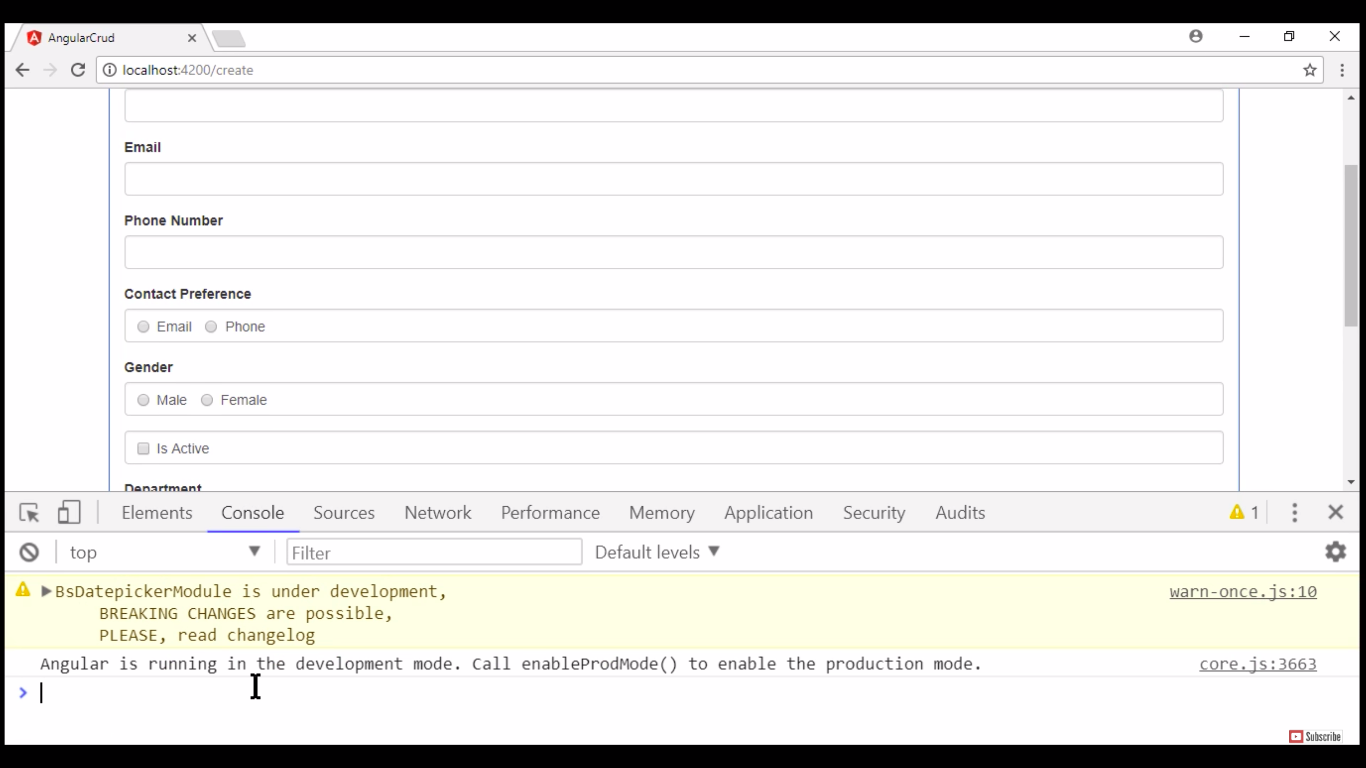 AngularCrud
localhost:4200/create
Email
Phone Number
Contact Preference
Email Phone
Gender
Male Female
Is Active
Department
Elements Console Sources Network Performance Memory Application Security Audits 1
top Filter Default levels
BsDatepickerModule is under development, warn-once.js:10
BREAKING CHANGES are possible,
PLEASE, read changelog
Angular is running in the development mode. Call enableProdMode() to enable the production mode. core.js:3663
Subscribe